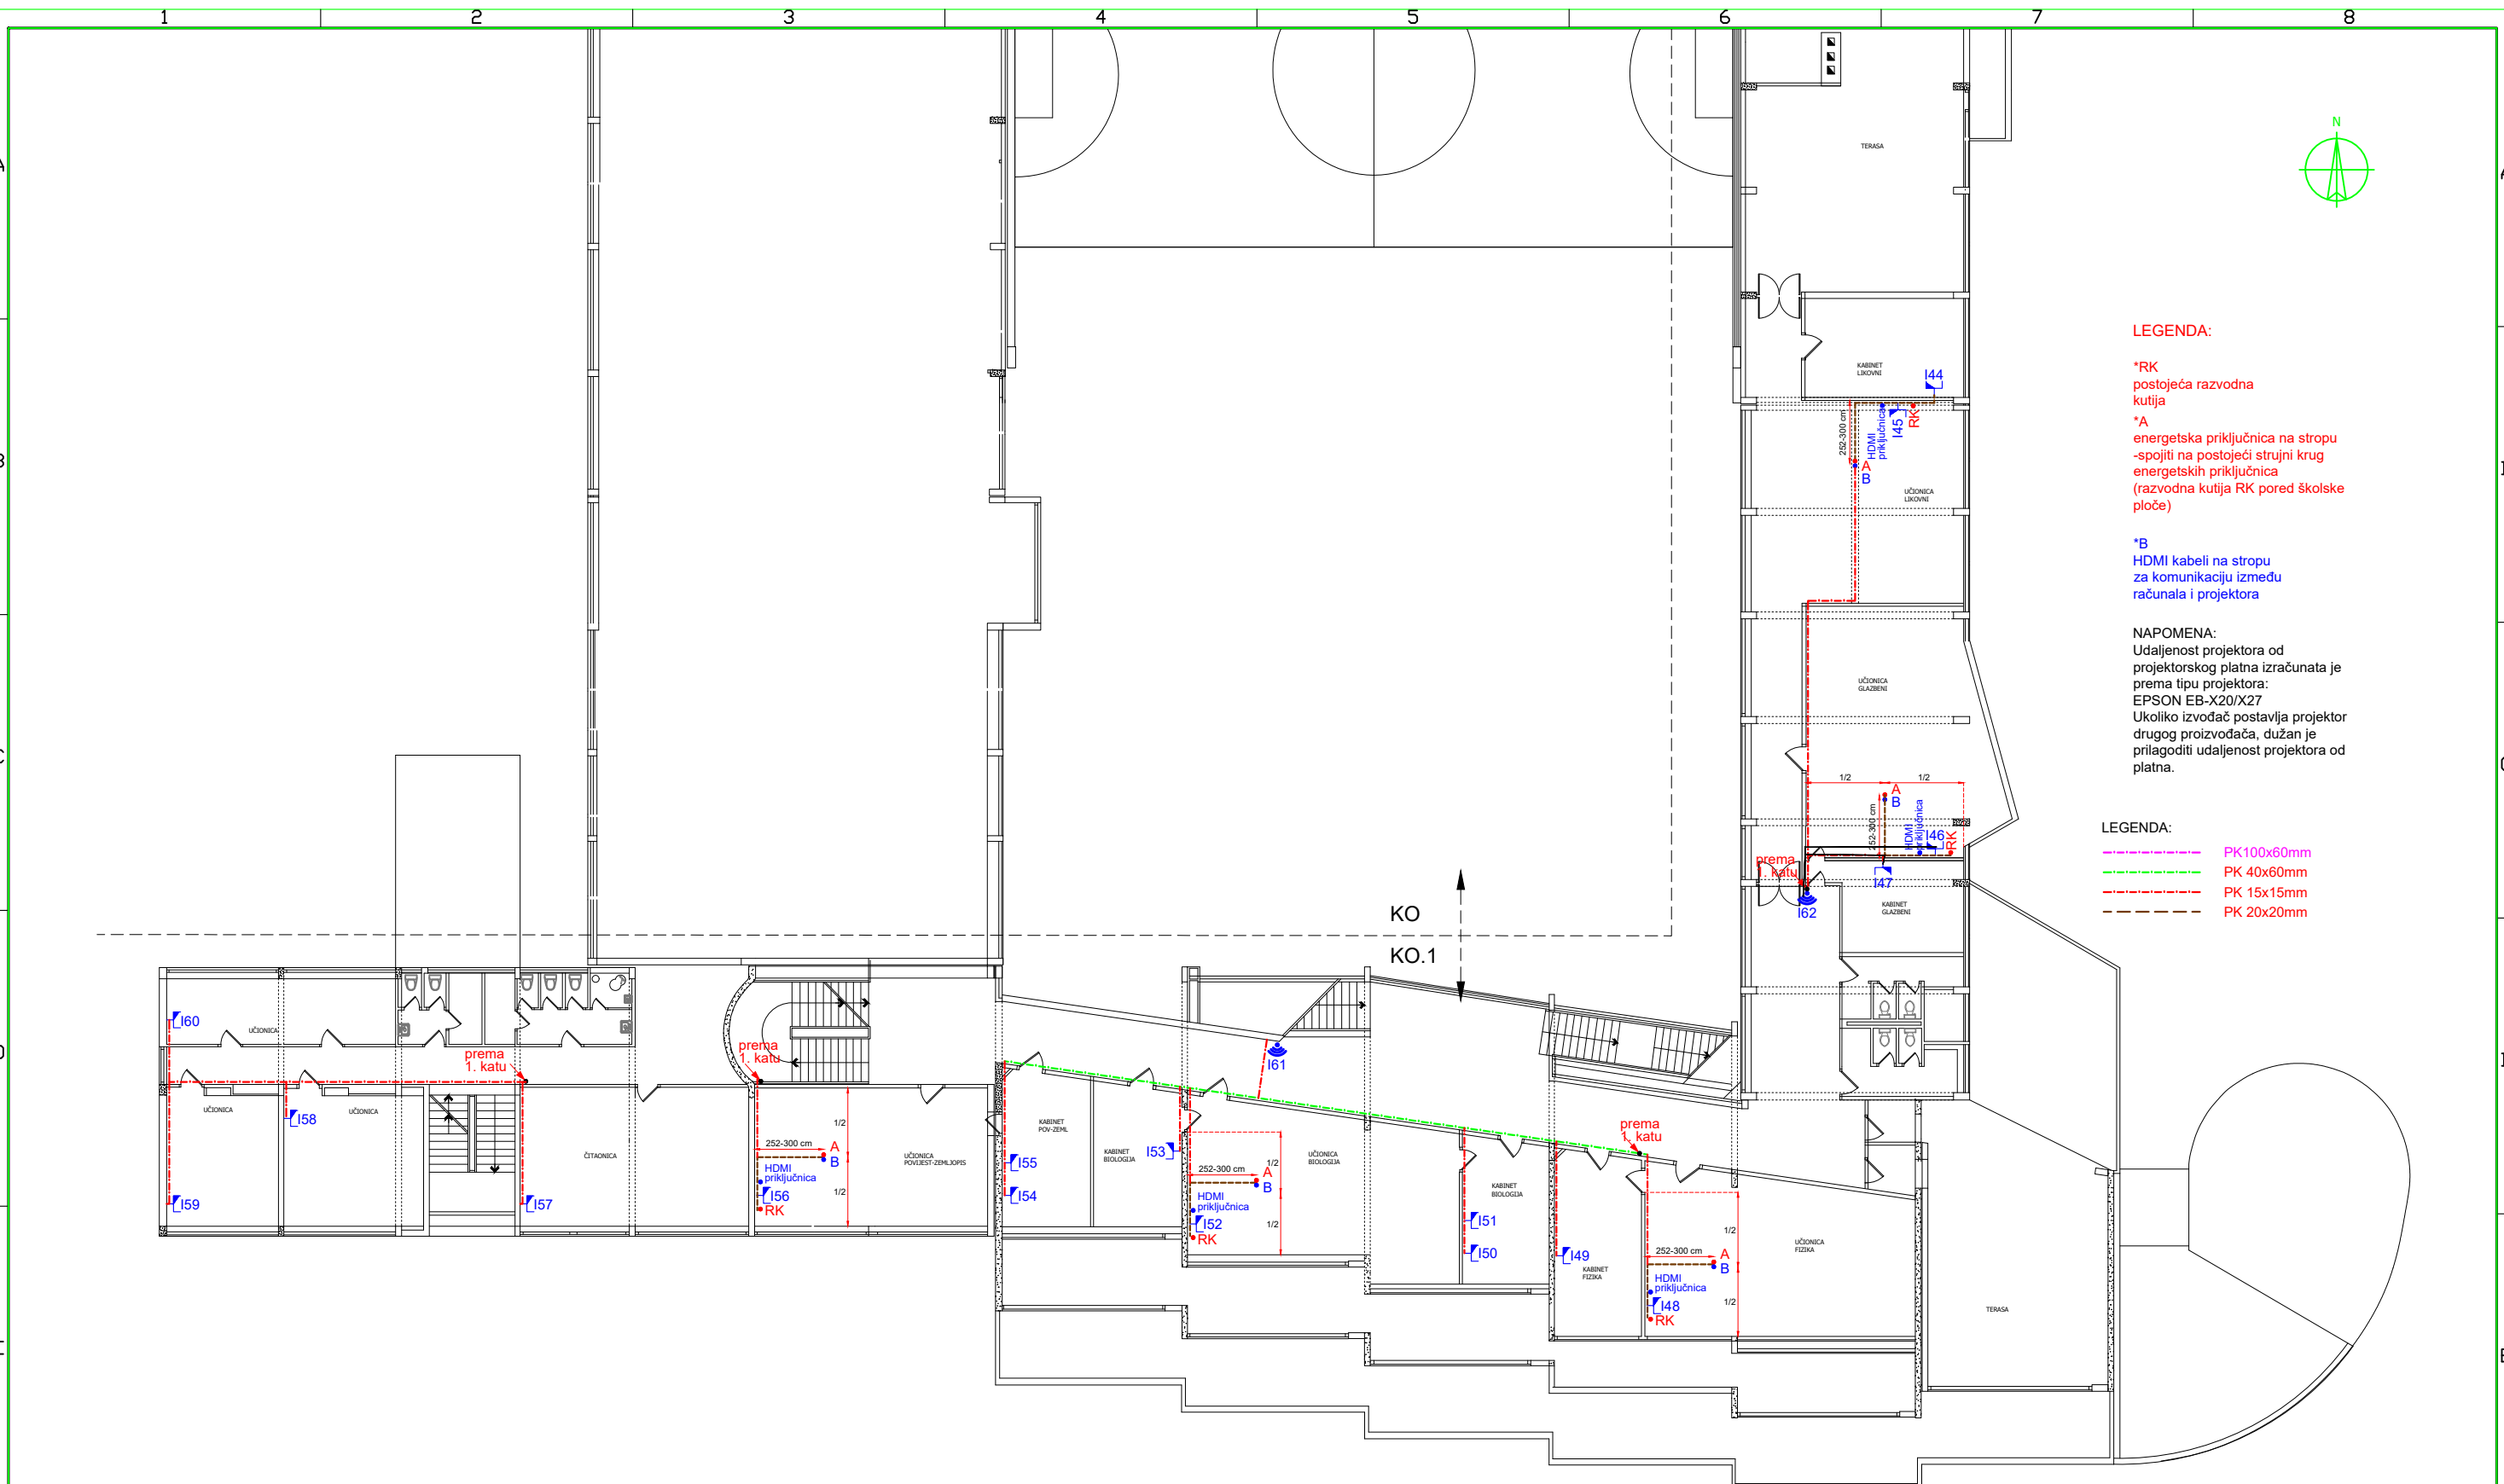 1 2 3 4 5 6 7 8
A
B
C
D
E
N
TERASA
LEGENDA:
*RK
postojeća razvodna
kutija
*A
energetska priključnica na stropu
-spojiti na postojeći strujni krug
energetskih priključnica
(razvodna kutija RK pored školske
ploče)
*B
HDMI kabeli na stropu
za komunikaciju između
računala i projektora
NAPOMENA:
Udaljenost projektora od
projektorskog platna izračunata je
prema tipu projektora:
EPSON EB-X20/X27
Ukoliko izvođač postavlja projektor
drugog proizvođača, dužan je
prilagoditi udaljenost projektora od
platna.
LEGENDA:
PK100x60mm
PK 40x60mm
PK 15x15mm
PK 20x20mm
KABINET
LIKOVNI
I44
252-300 cm
HDMI
priključnica
I45
RK
A
B
UČIONICA
LIKOVNI
UČIONICA
GLAZBENI
1/2
1/2
A
B
252-300 cm
HDMI
priključnica
I46
RK
prema
1. katu
I47
I62
KABINET
GLAZBENI
KO
KO.1
I60
UČIONICA
prema
1. katu
UČIONICA
I58
UČIONICA
I59
ČITAONICA
I57
prema
1. katu
1/2
252-300 cm
A
B
HDMI
priključnica
I56
RK
1/2
UČIONICA
POVIJEST-ZEMLJOPIS
KABINET
POV-ZEML
I55
I54
KABINET
BIOLOGIJA
I53
I61
UČIONICA
BIOLOGIJA
1/2
252-300 cm
A
B
HDMI
priključnica
I52
RK
1/2
KABINET
BIOLOGIJA
I51
I50
prema
1. katu
I49
KABINET
FIZIKA
1/2
252-300 cm
A
B
HDMI
priključnica
I48
RK
1/2
UČIONICA
FIZIKA
TERASA